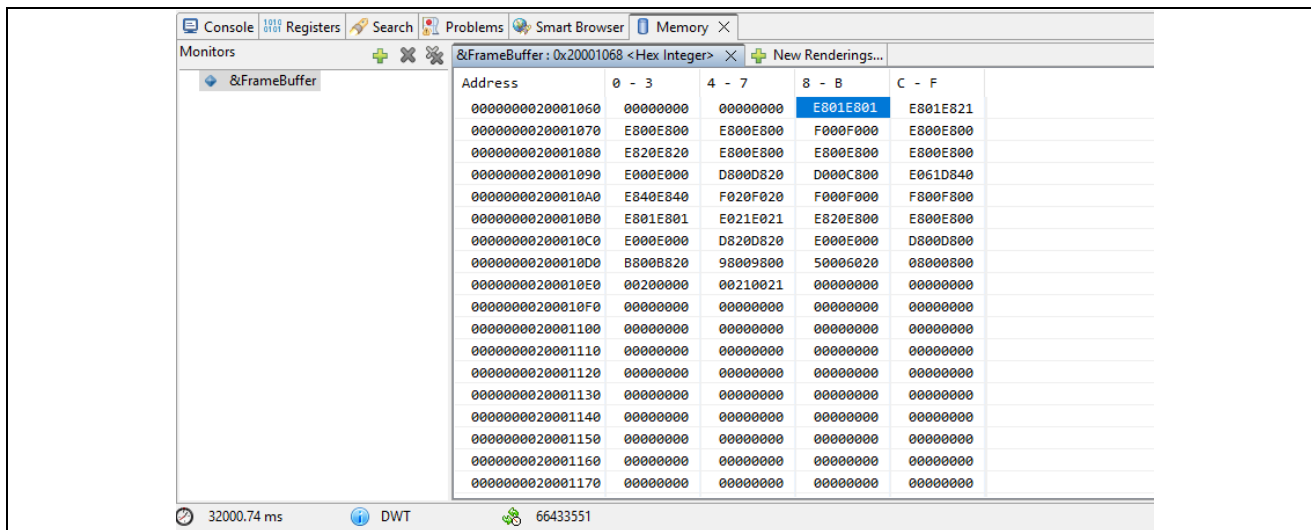 Console Registers Search Problems Smart Browser Memory
Monitors &FrameBuffer : 0x20001068 <Hex Integer> New Renderings...
&FrameBuffer
Address 0 - 3 4 - 7 8 - B C - F
0000000020001060 00000000 00000000 E801E801 E801E821
0000000020001070 E800E800 E800E800 F000F000 E800E800
0000000020001080 E820E820 E800E800 E800E800 E800E800
0000000020001090 E000E000 D800D820 D000C800 E061D840
00000000200010A0 E840E840 F020F020 F000F000 F800F800
00000000200010B0 E801E801 E021E021 E820E800 E800E800
00000000200010C0 E000E000 D820D820 E000E000 D800D800
00000000200010D0 B800B820 98009800 50006020 08000800
00000000200010E0 00200000 00210021 00000000 00000000
00000000200010F0 00000000 00000000 00000000 00000000
0000000020001100 00000000 00000000 00000000 00000000
0000000020001110 00000000 00000000 00000000 00000000
0000000020001120 00000000 00000000 00000000 00000000
0000000020001130 00000000 00000000 00000000 00000000
0000000020001140 00000000 00000000 00000000 00000000
0000000020001150 00000000 00000000 00000000 00000000
0000000020001160 00000000 00000000 00000000 00000000
0000000020001170 00000000 00000000 00000000 00000000
32000.74 ms DWT 66433551